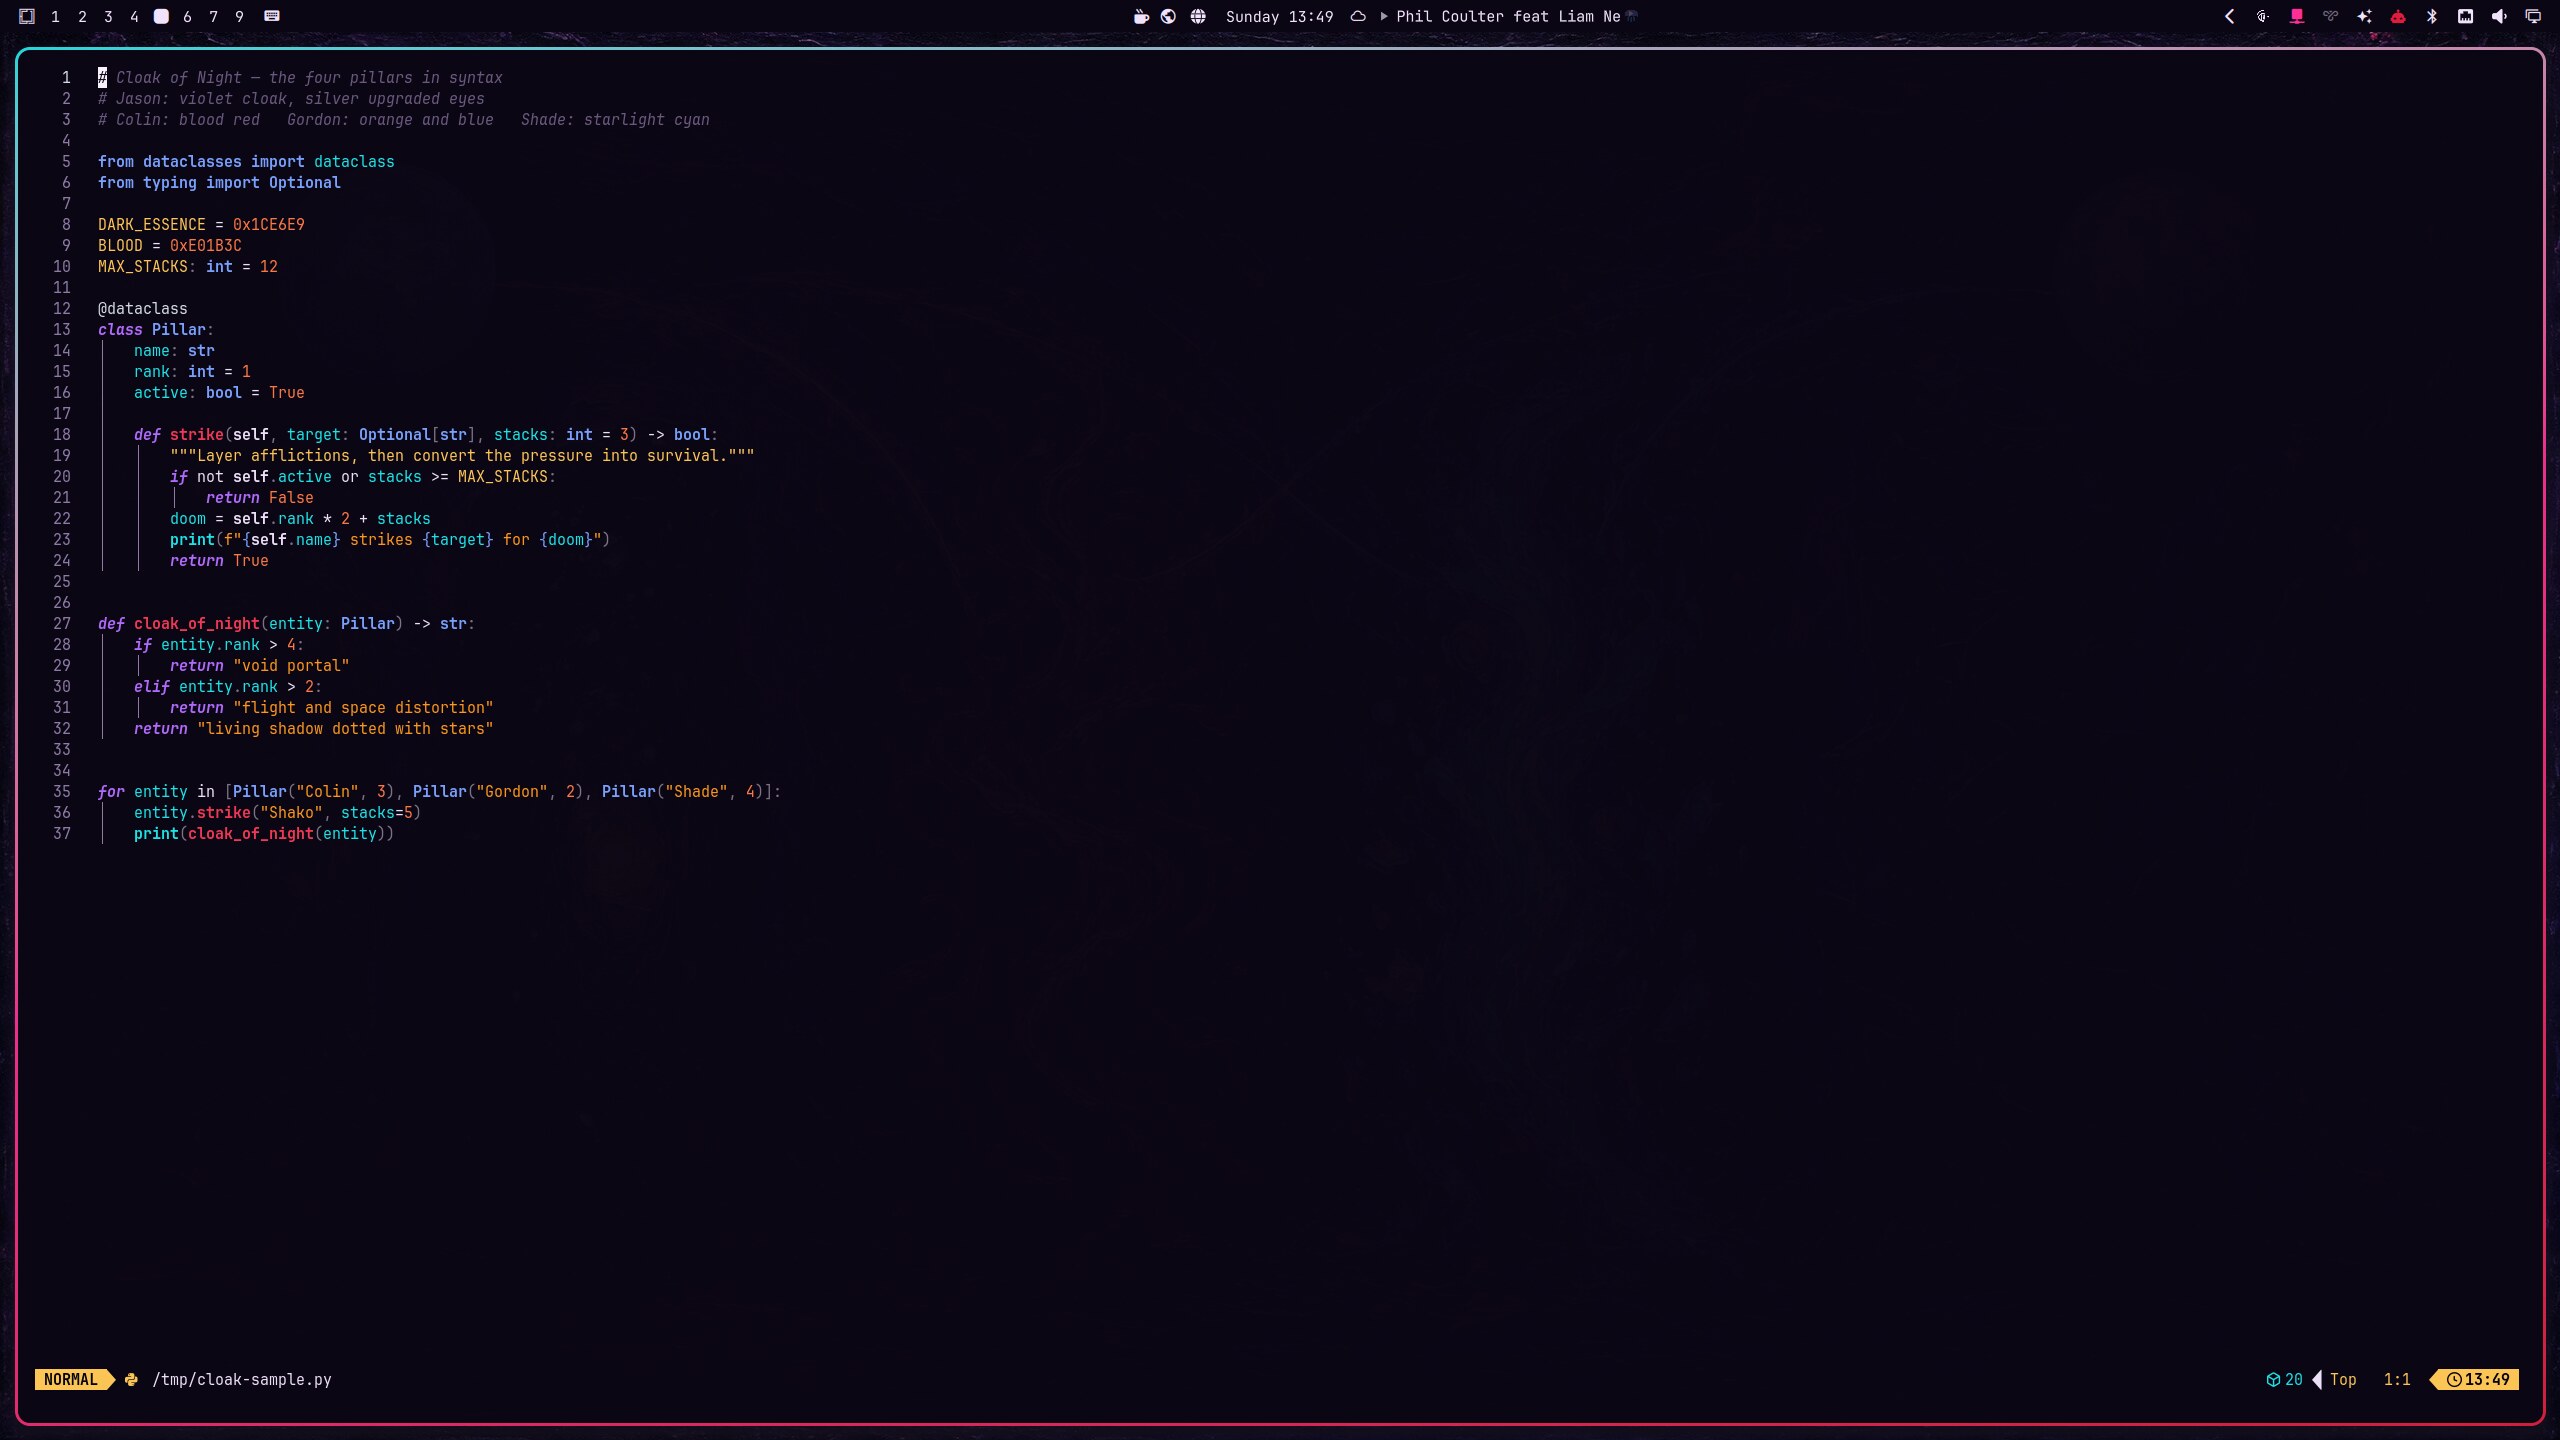 1 2 3 4 6 7 9
Sunday 13:49
Phil Coulter feat Liam Ne
1 # Cloak of Night — the four pillars in syntax
2 # Jason: violet cloak, silver upgraded eyes
3 # Colin: blood red   Gordon: orange and blue   Shade: starlight cyan
4
5 from dataclasses import dataclass
6 from typing import Optional
7
8 DARK_ESSENCE = 0x1CE6E9
9 BLOOD = 0xE01B3C
10 MAX_STACKS: int = 12
11
12 @dataclass
13 class Pillar:
14     name: str
15     rank: int = 1
16     active: bool = True
17
18     def strike(self, target: Optional[str], stacks: int = 3) -> bool:
19         """Layer afflictions, then convert the pressure into survival."""
20         if not self.active or stacks >= MAX_STACKS:
21             return False
22         doom = self.rank * 2 + stacks
23         print(f"{self.name} strikes {target} for {doom}")
24         return True
25
26
27 def cloak_of_night(entity: Pillar) -> str:
28     if entity.rank > 4:
29         return "void portal"
30     elif entity.rank > 2:
31         return "flight and space distortion"
32     return "living shadow dotted with stars"
33
34
35 for entity in [Pillar("Colin", 3), Pillar("Gordon", 2), Pillar("Shade", 4)]:
36     entity.strike("Shako", stacks=5)
37     print(cloak_of_night(entity))
NORMAL /tmp/cloak-sample.py
20 Top 1:1 13:49